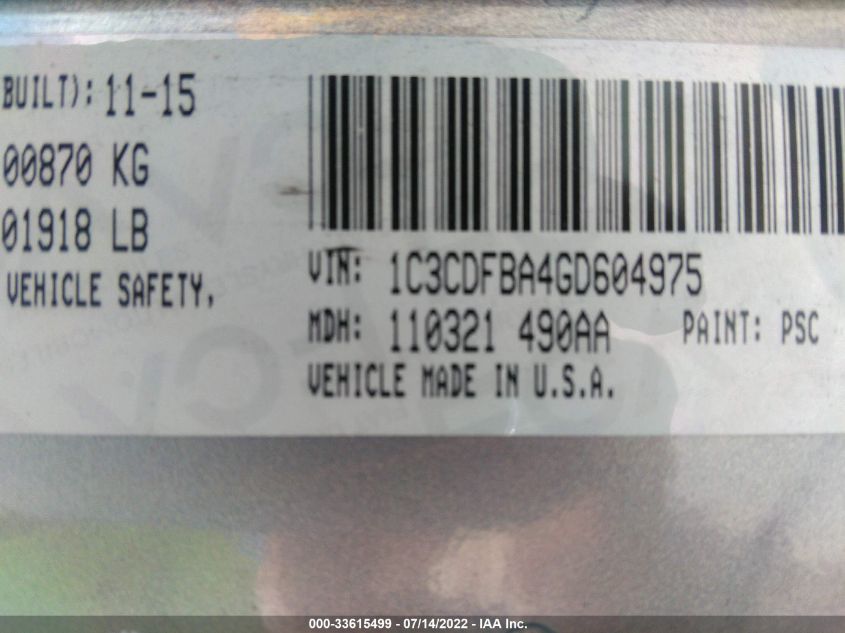 BUILT): 11-15
00870 KG
01918 LB
VEHICLE SAFETY,
VIN: 1C3CDFBA4GD604975
MDH: 110321 490AA PAINT: PSC
VEHICLE MADE IN U.S.A.
000-33615499 - 07/14/2022 - IAA Inc.